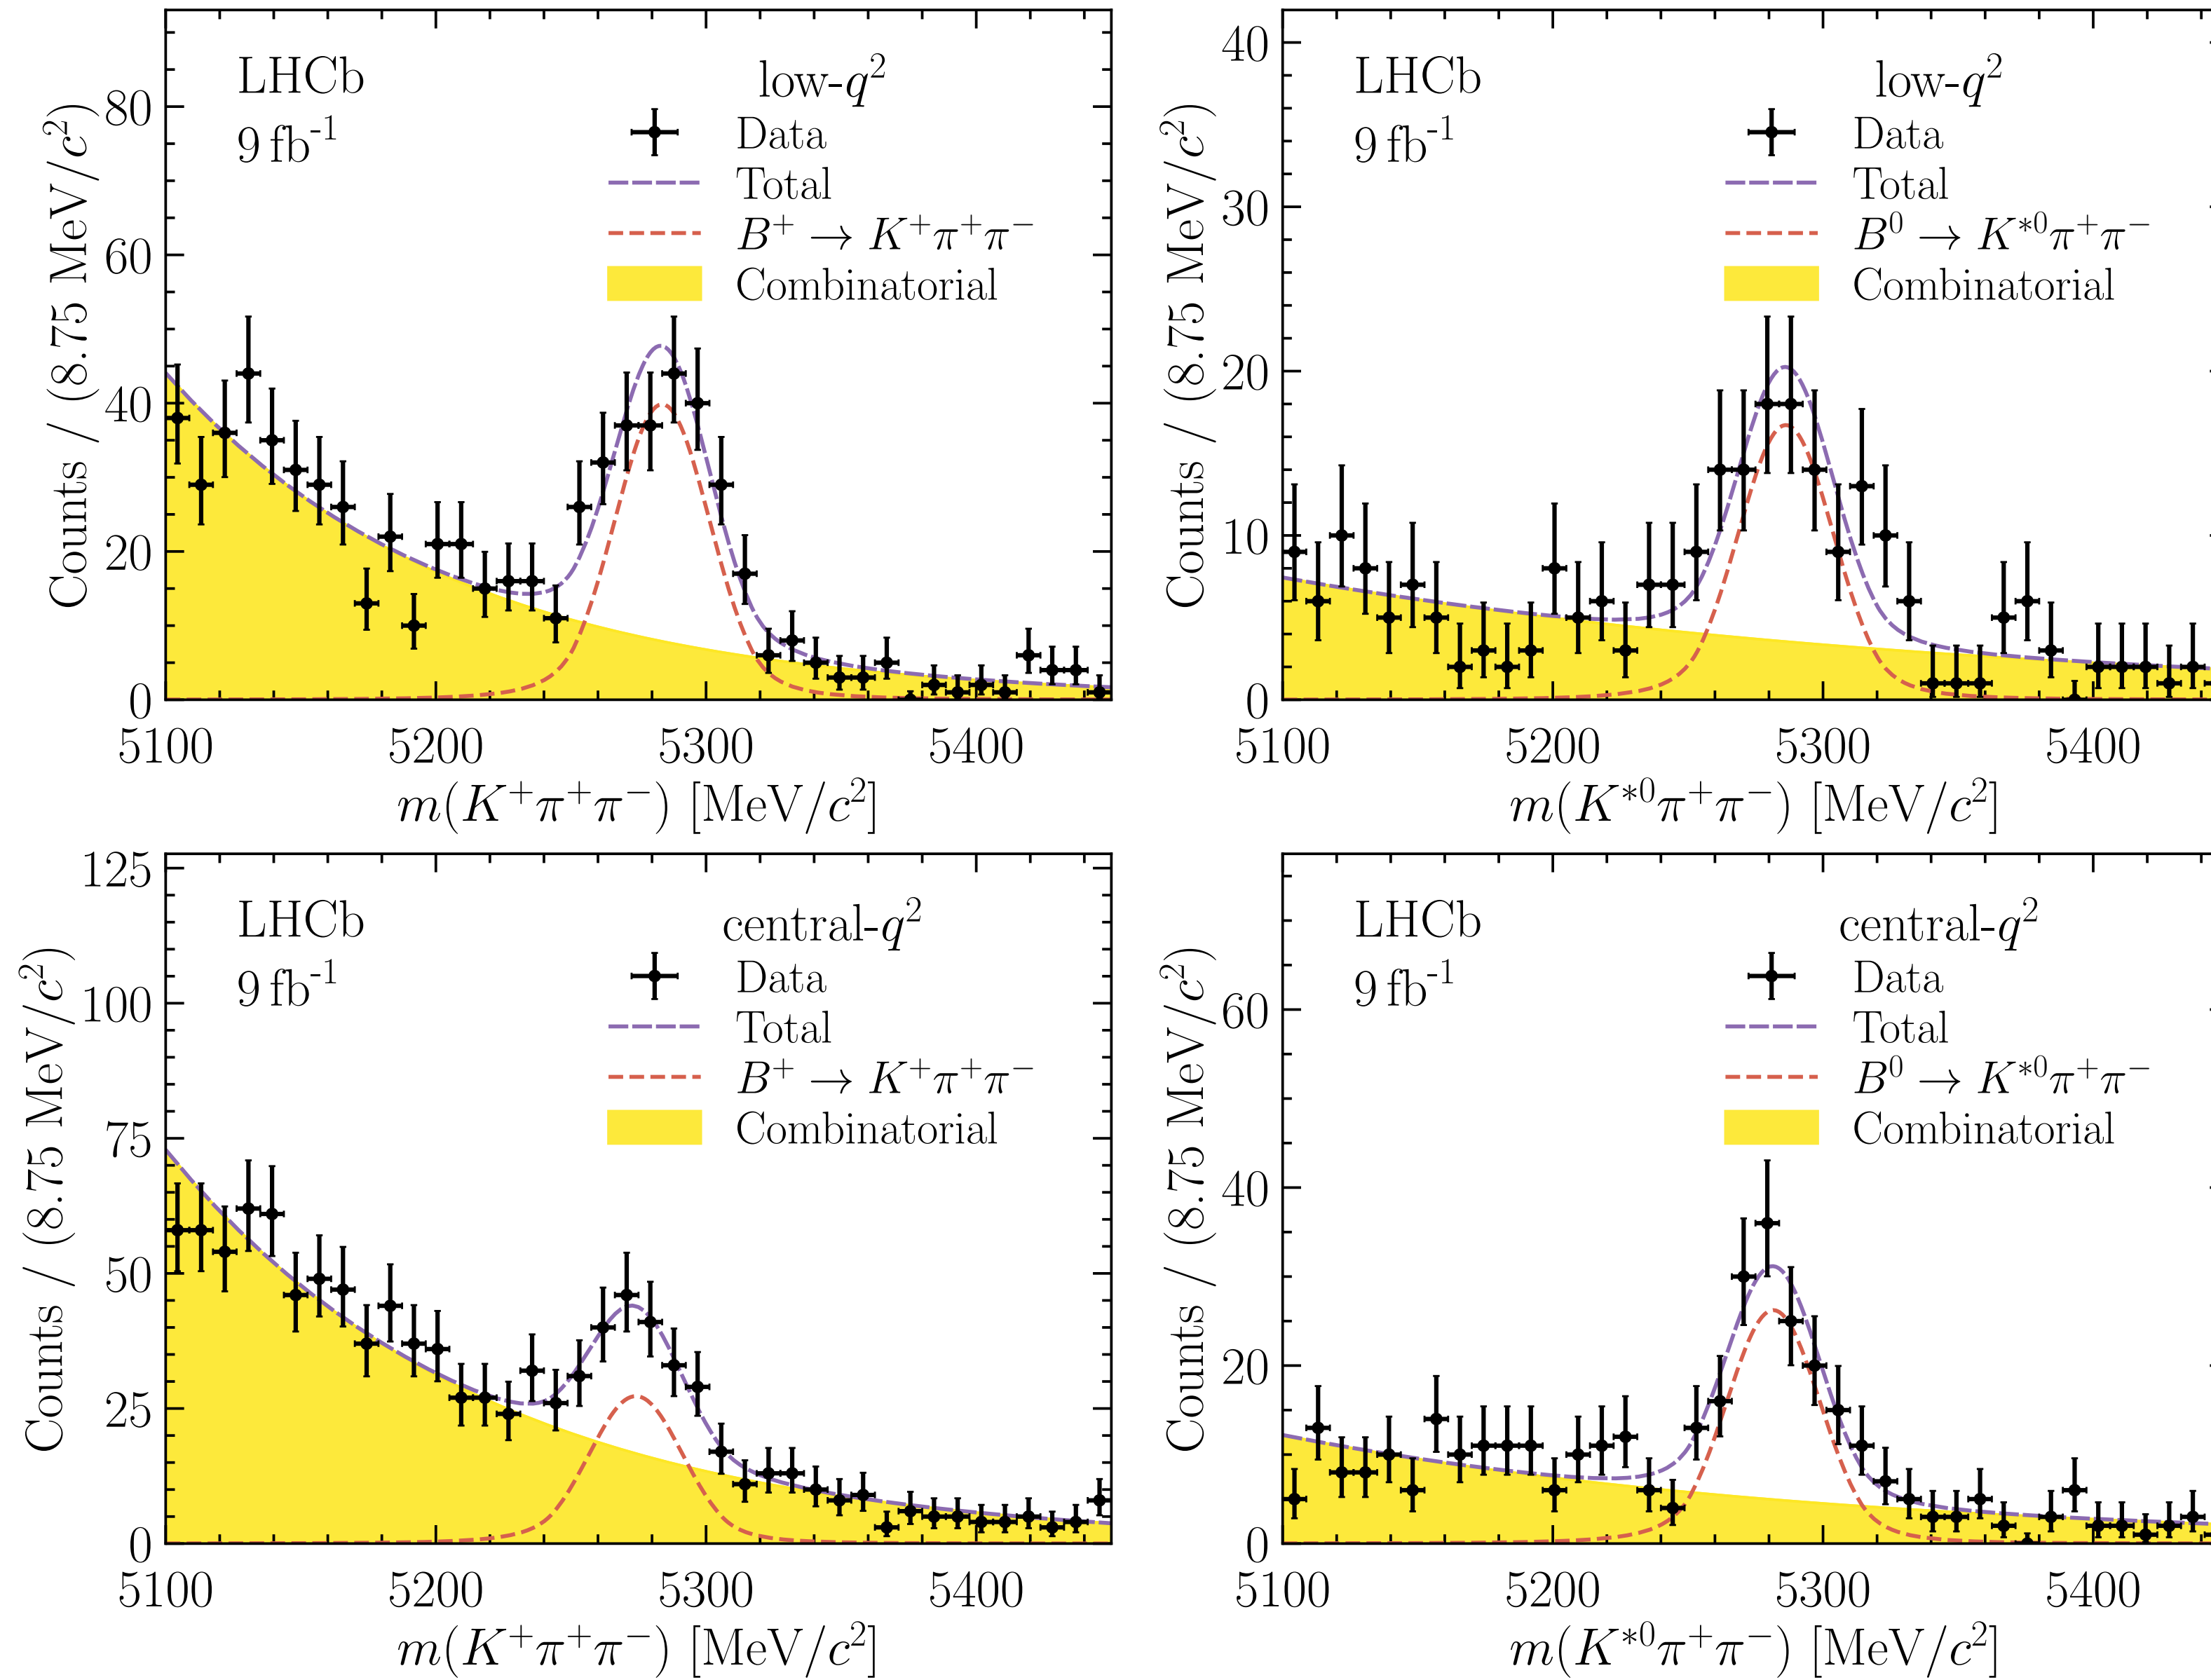 LHCb
9 fb⁻¹
low-q²
Data
Total
B⁺ → K⁺π⁺π⁻
Combinatorial
Counts / (8.75 MeV/c²)
0
20
40
60
80
5100 5200 5300 5400
m(K⁺π⁺π⁻) [MeV/c²]
LHCb
9 fb⁻¹
low-q²
Data
Total
B⁰ → K*⁰π⁺π⁻
Combinatorial
Counts / (8.75 MeV/c²)
0
10
20
30
40
5100 5200 5300 5400
m(K*⁰π⁺π⁻) [MeV/c²]
LHCb
9 fb⁻¹
central-q²
Data
Total
B⁺ → K⁺π⁺π⁻
Combinatorial
Counts / (8.75 MeV/c²)
0
25
50
75
100
125
5100 5200 5300 5400
m(K⁺π⁺π⁻) [MeV/c²]
LHCb
9 fb⁻¹
central-q²
Data
Total
B⁰ → K*⁰π⁺π⁻
Combinatorial
Counts / (8.75 MeV/c²)
0
20
40
60
5100 5200 5300 5400
m(K*⁰π⁺π⁻) [MeV/c²]